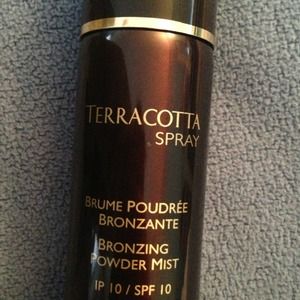 TERRACOTTA
SPRAY
BRUME POUDRÉE
BRONZANTE
BRONZING
POWDER MIST
IP 10 / SPF 10